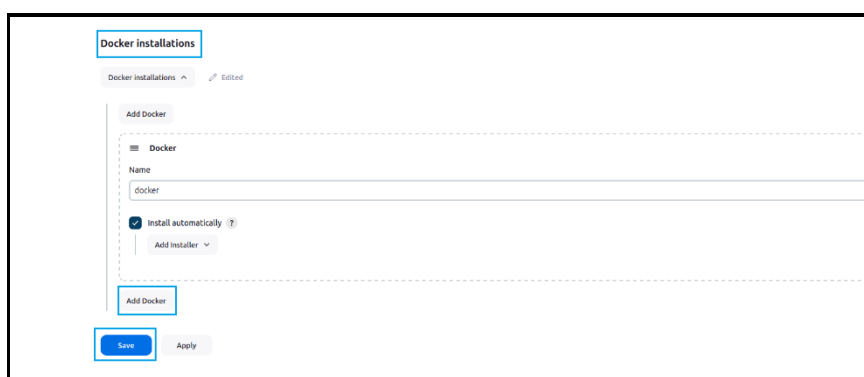 Docker installations
Docker installations Edited
Add Docker
Docker
Name
docker
Install automatically ?
Add Installer
Add Docker
Save Apply